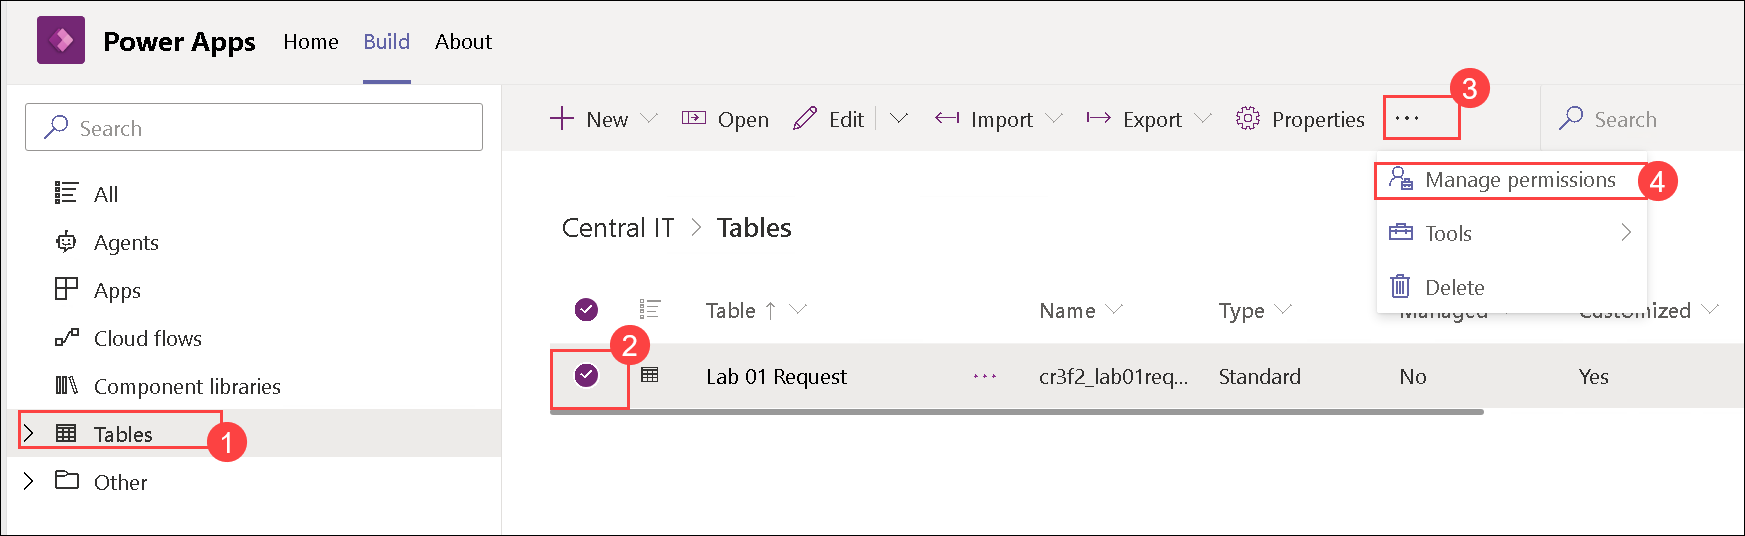 Power Apps Home Build About
3
Search
New Open Edit Import Export Properties ··· Search
All
Manage permissions 4
Central IT > Tables
Tools
Agents
Delete
Apps
Table ↑ Name Type Managed Customized
Cloud flows
2
Lab 01 Request ··· cr3f2_lab01req... Standard No Yes
Component libraries
Tables 1
Other